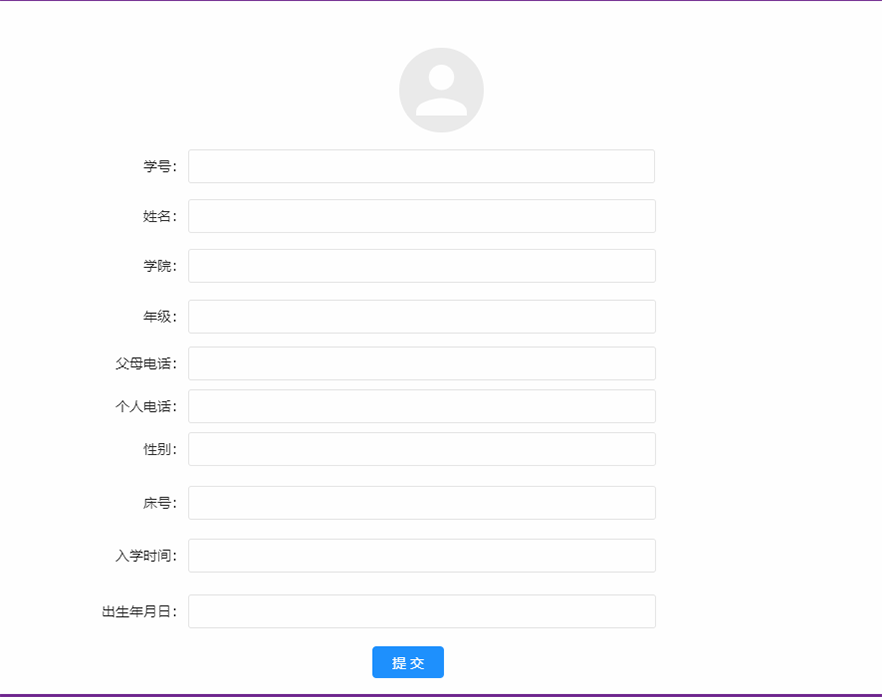 学号：
姓名：
学院：
年级：
父母电话：
个人电话：
性别：
床号：
入学时间：
出生年月日：
提 交